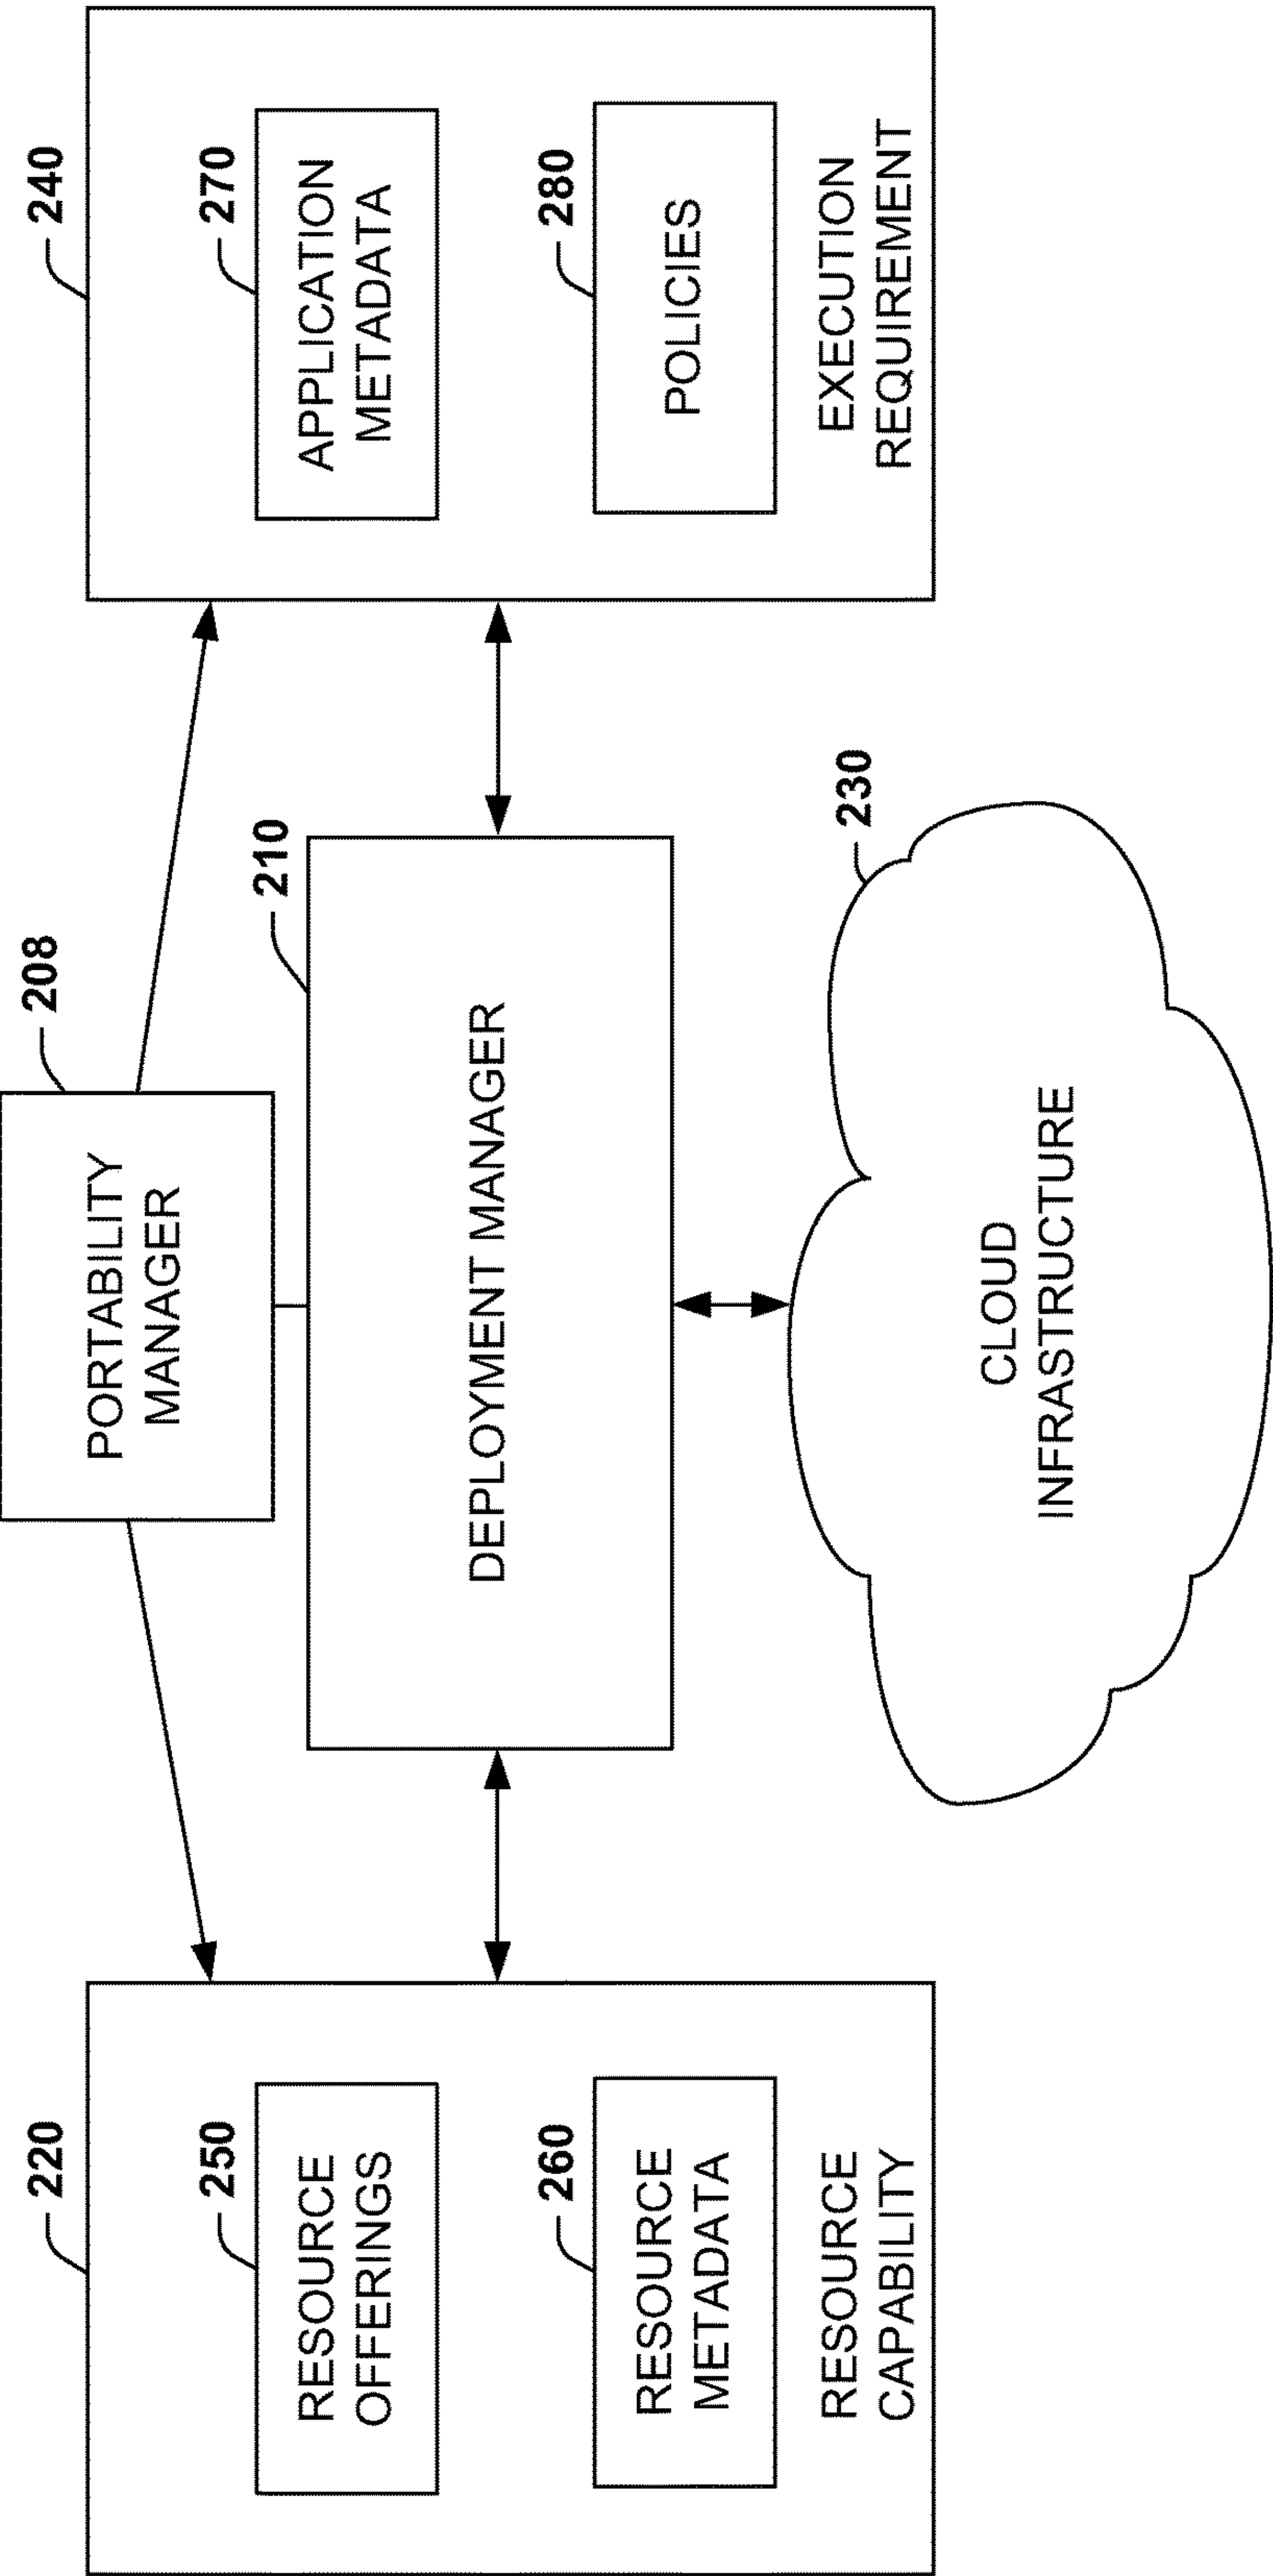 208
PORTABILITY
MANAGER
220
250
RESOURCE
OFFERINGS
260
RESOURCE
METADATA
RESOURCE
CAPABILITY
210
DEPLOYMENT MANAGER
230
CLOUD
INFRASTRUCTURE
240
270
APPLICATION
METADATA
280
POLICIES
EXECUTION
REQUIREMENT